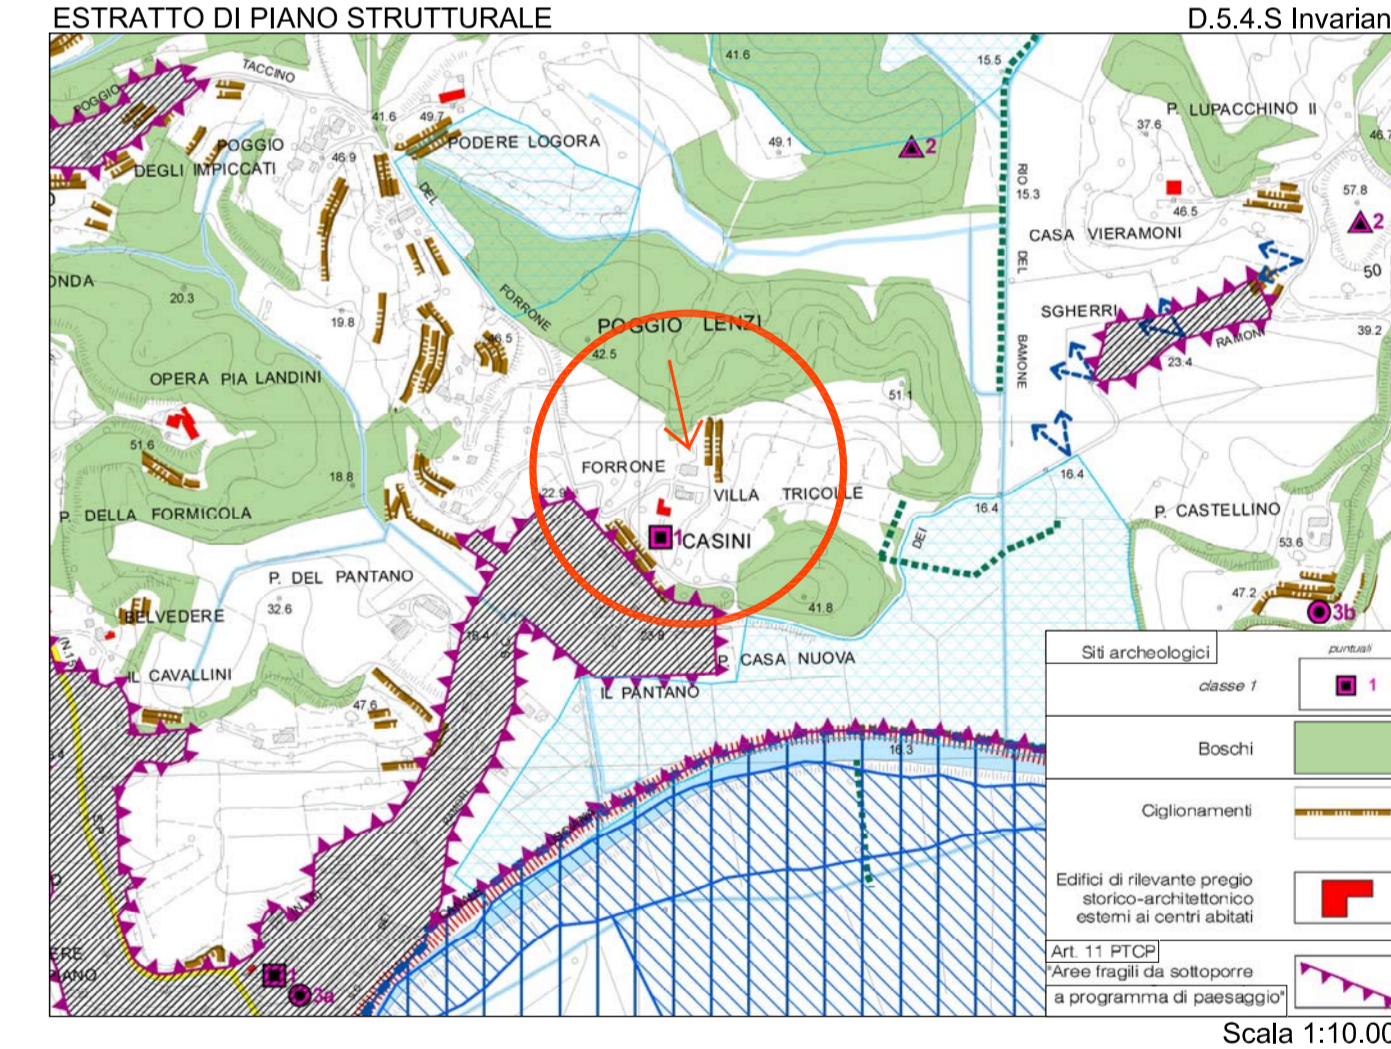 ESTRATTO DI PIANO STRUTTURALE
D.5.4.S Invarian
TACCINO
POGGIO
41.6
15.5
P. LUPACCHINO II
41.6
49.7
37.6
46.7
POGGIO
46.9
PODERE LOGORA
49.1
2
DEGLI IMPICCATI
DEL
RIO
15.3
57.8
46.5
2
CASA VIERAMONI
DEL
50
ONDA
20.3
FORRONE
SGHERRI
19.8
POGGIO LENZI
39.2
46.5
42.5
BAMONE
RAMONI
23.4
OPERA PIA LANDINI
51.1
51.6
18.8
FORRONE
16.4
22.9
VILLA TRICOLLE
16.4
P. DELLA FORMICOLA
P. CASTELLINO
DEI
1
CASINI
53.6
P. DEL PANTANO
32.6
41.8
47.2
BELVEDERE
3b
18.4
23.9
(N.15
P. CASA NUOVA
IL CAVALLINI
IL PANTANO
47.6
16.3
1
3a
ERE
IANO
Siti archeologici
puntuali
classe 1
1
Boschi
Ciglionamenti
Edifici di rilevante pregio
storico-architettonico
esterni ai centri abitati
Art. 11 PTCP
"Aree fragili da sottoporre
a programma di paesaggio"
Scala 1:10.00